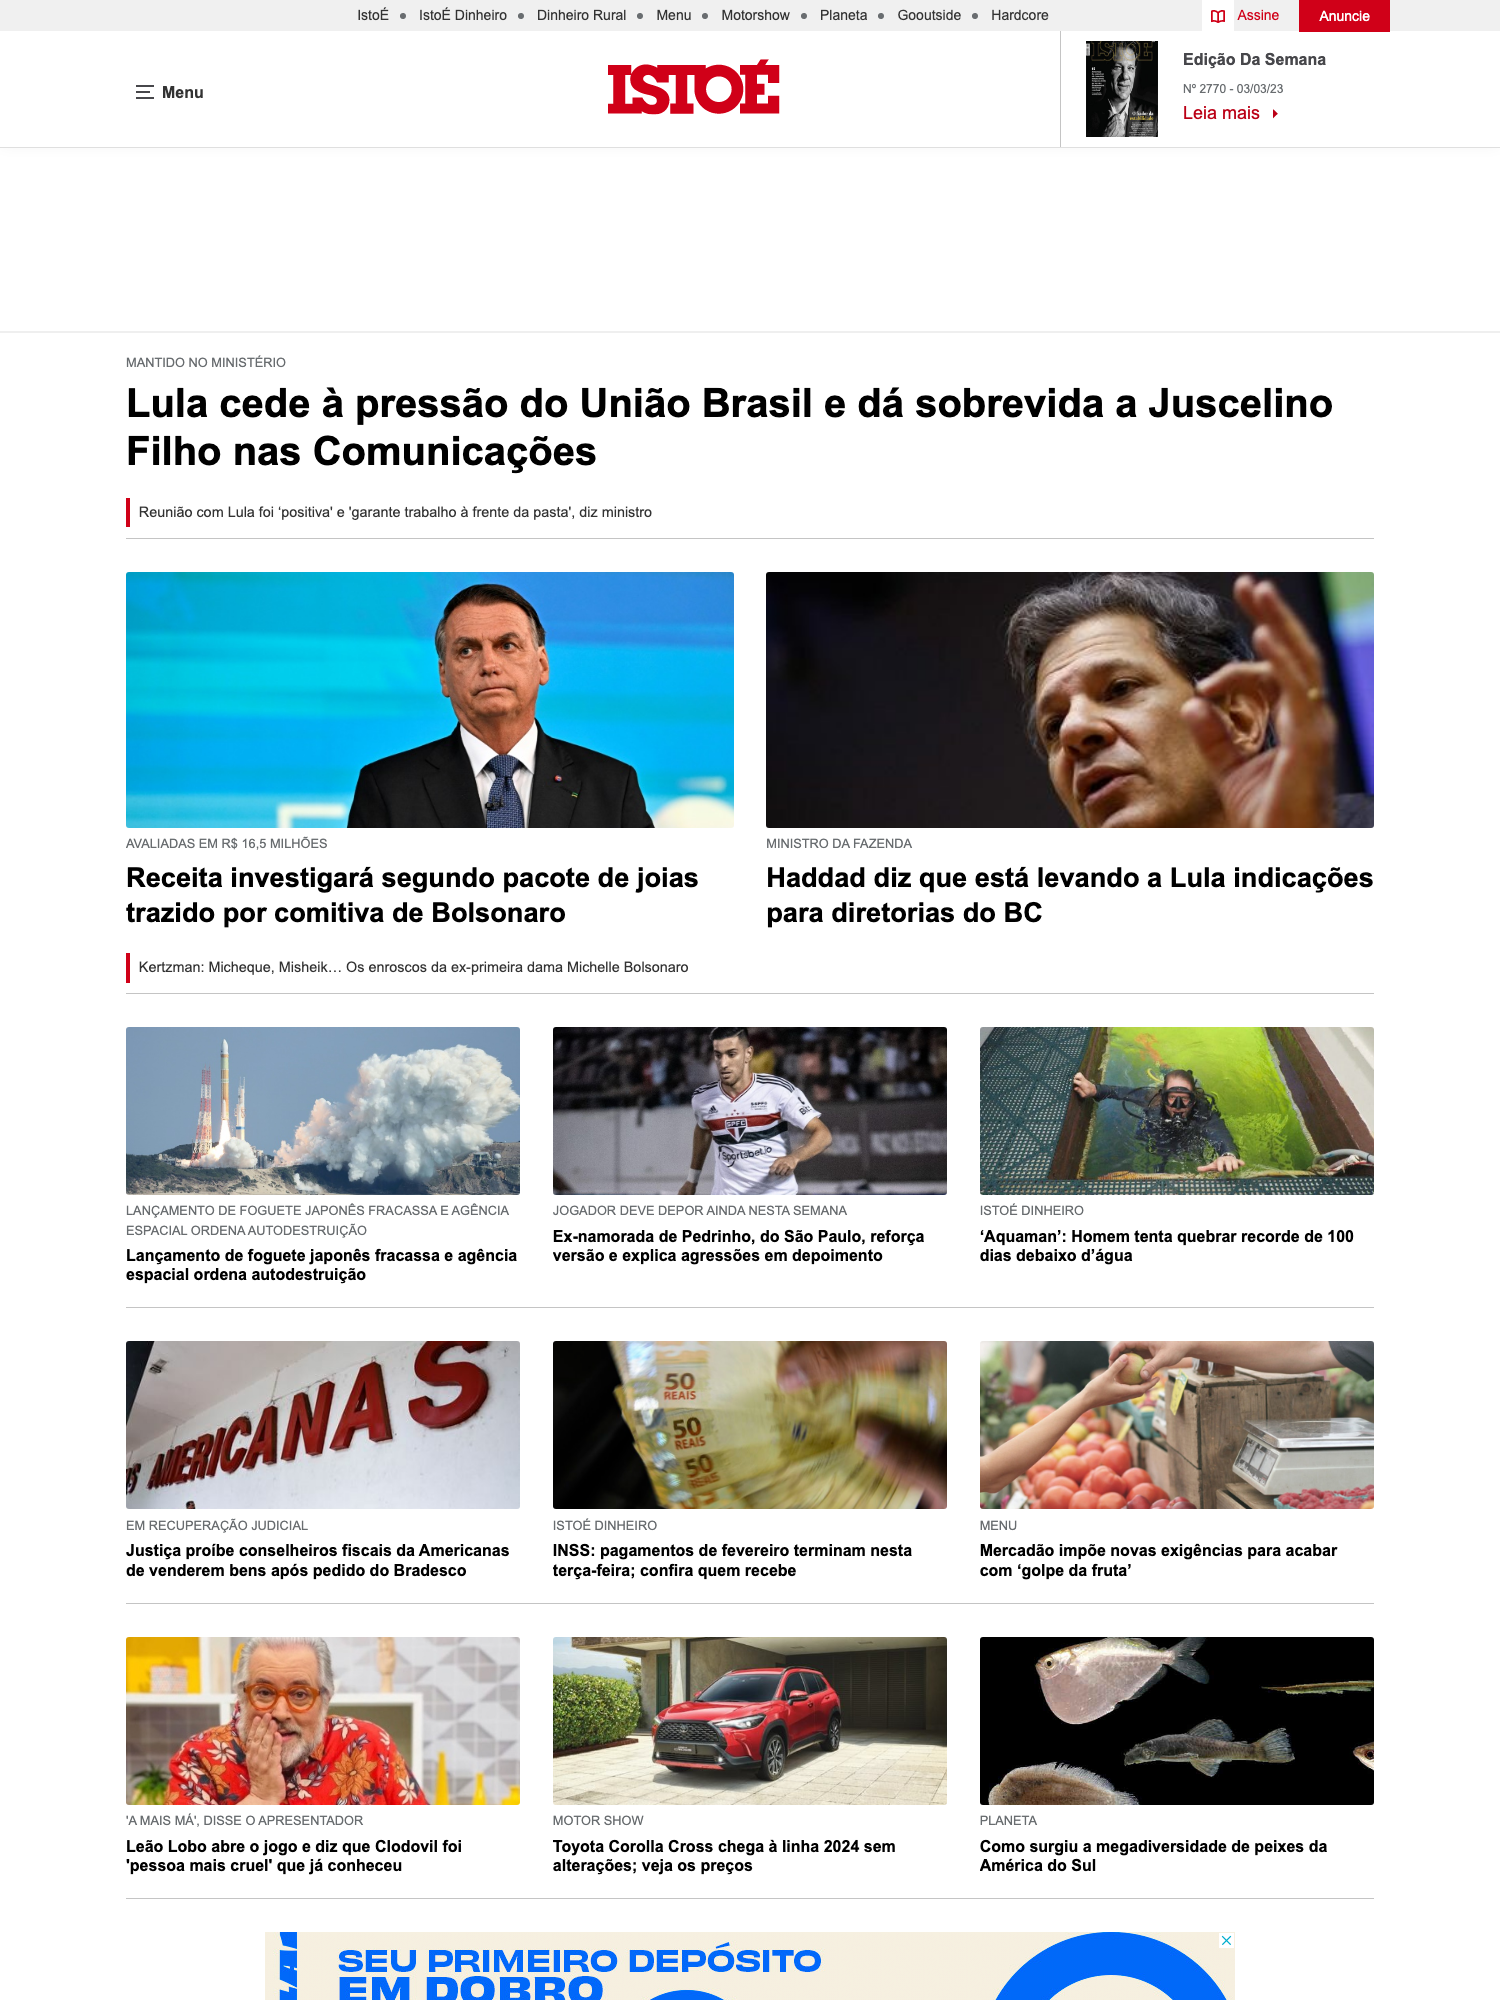 IstoÉ • IstoÉ Dinheiro • Dinheiro Rural • Menu • Motorshow • Planeta • Gooutside • Hardcore
Assine
Anuncie
Menu
ISTOÉ
ISTOÉ
Edição Da Semana
Nº 2770 - 03/03/23
Leia mais
MANTIDO NO MINISTÉRIO
Lula cede à pressão do União Brasil e dá sobrevida a Juscelino
Filho nas Comunicações
Reunião com Lula foi ‘positiva' e 'garante trabalho à frente da pasta', diz ministro
AVALIADAS EM R$ 16,5 MILHÕES
Receita investigará segundo pacote de joias
trazido por comitiva de Bolsonaro
Kertzman: Micheque, Misheik… Os enroscos da ex-primeira dama Michelle Bolsonaro
MINISTRO DA FAZENDA
Haddad diz que está levando a Lula indicações
para diretorias do BC
LANÇAMENTO DE FOGUETE JAPONÊS FRACASSA E AGÊNCIA
ESPACIAL ORDENA AUTODESTRUIÇÃO
Lançamento de foguete japonês fracassa e agência
espacial ordena autodestruição
SPFC
Sportsbet.io
JOGADOR DEVE DEPOR AINDA NESTA SEMANA
Ex-namorada de Pedrinho, do São Paulo, reforça
versão e explica agressões em depoimento
ISTOÉ DINHEIRO
‘Aquaman’: Homem tenta quebrar recorde de 100
dias debaixo d’água
AMERICANAS
EM RECUPERAÇÃO JUDICIAL
Justiça proíbe conselheiros fiscais da Americanas
de venderem bens após pedido do Bradesco
50
REAIS
50
REAIS
50
ISTOÉ DINHEIRO
INSS: pagamentos de fevereiro terminam nesta
terça-feira; confira quem recebe
MENU
Mercadão impõe novas exigências para acabar
com ‘golpe da fruta’
'A MAIS MÁ', DISSE O APRESENTADOR
Leão Lobo abre o jogo e diz que Clodovil foi
'pessoa mais cruel' que já conheceu
MOTOR SHOW
Toyota Corolla Cross chega à linha 2024 sem
alterações; veja os preços
PLANETA
Como surgiu a megadiversidade de peixes da
América do Sul
SEU PRIMEIRO DEPÓSITO
EM DOBRO